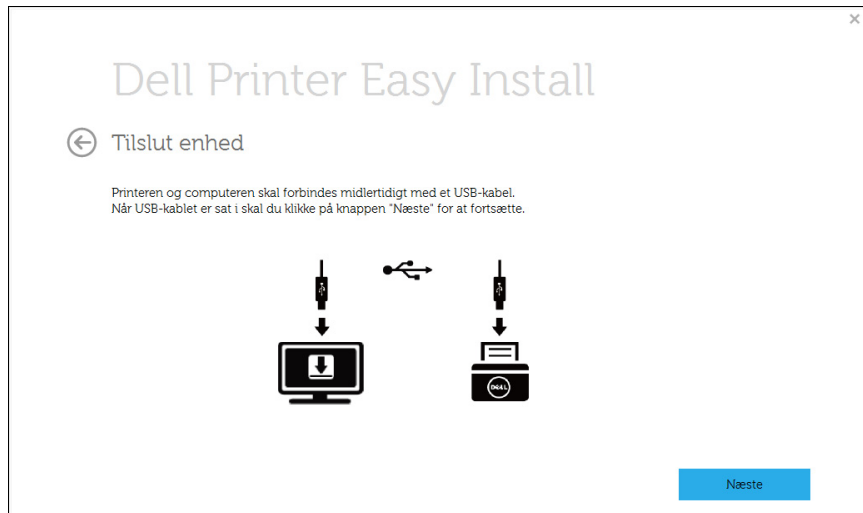 Dell Printer Easy Install
Tilslut enhed
Printeren og computeren skal forbindes midlertidigt med et USB-kabel.
Når USB-kablet er sat i skal du klikke på knappen "Næste" for at fortsætte.
DELL
Næste